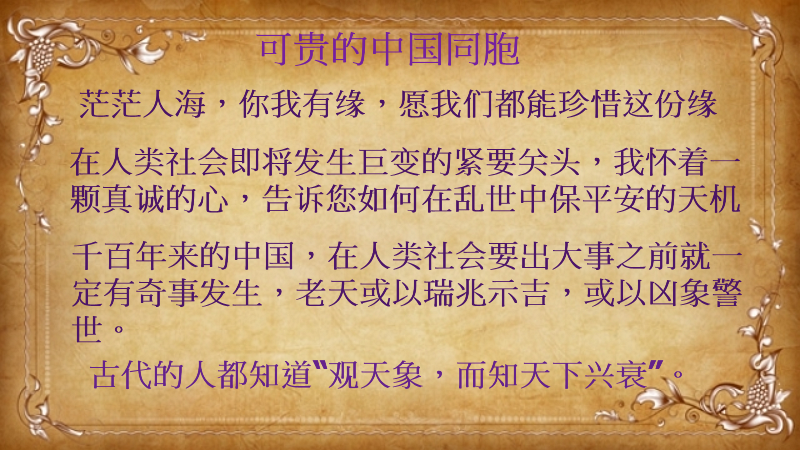 可贵的中国同胞
茫茫人海，你我有缘，愿我们都能珍惜这份缘
在人类社会即将发生巨变的紧要关头，我怀着一
颗真诚的心，告诉您如何在乱世中保平安的天机
千百年来的中国，在人类社会要出大事之前就一
定有奇事发生，老天或以瑞兆示吉，或以凶象警
世。
古代的人都知道“观天象，而知天下兴衰”。